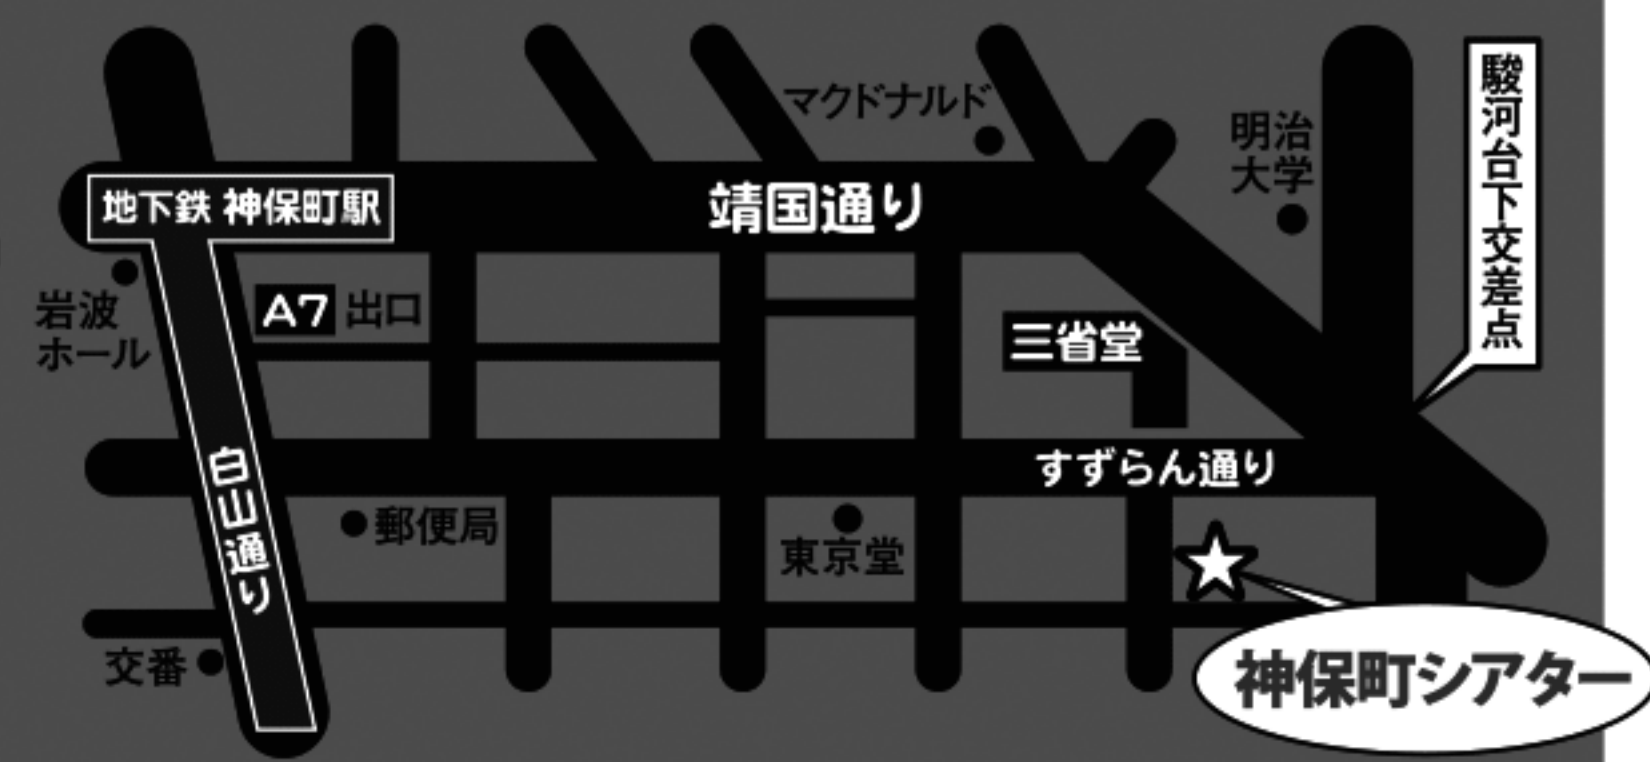 マクドナルド
明治
大学
駿河台下交差点
地下鉄 神保町駅
靖国通り
岩波
ホール
A7 出口
三省堂
白山通り
すずらん通り
郵便局
東京堂
交番
神保町シアター